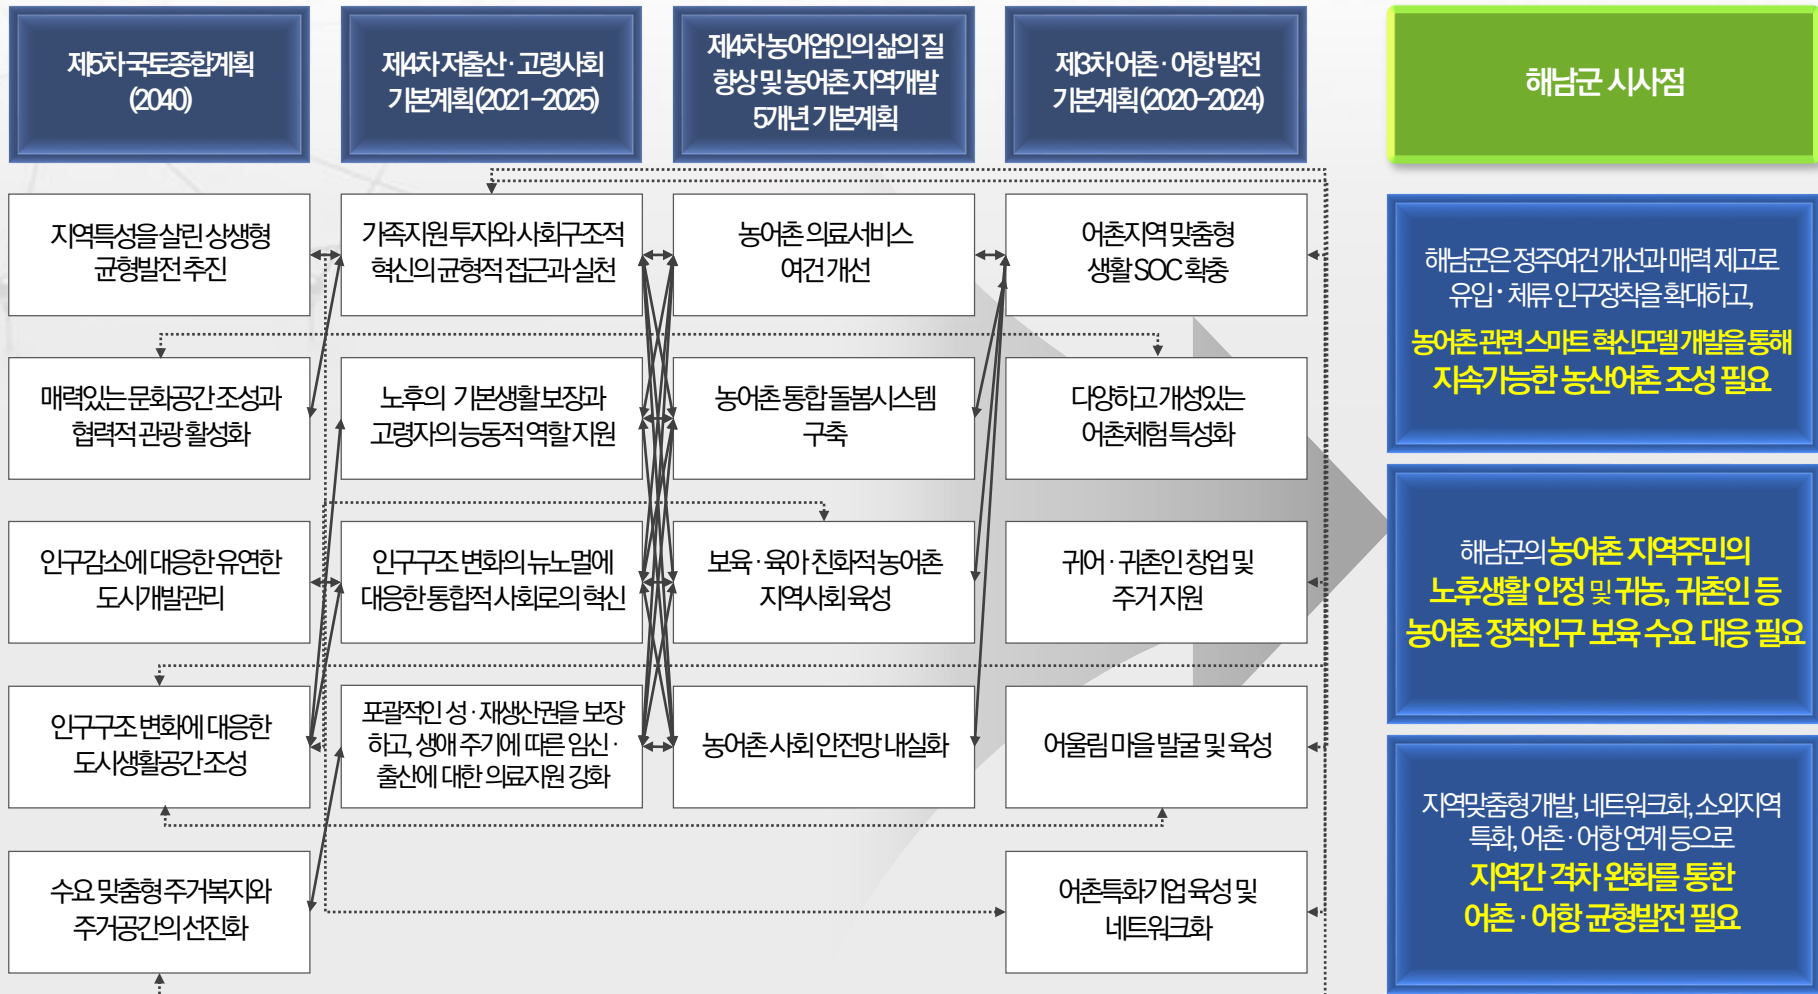 제5차 국토종합계획
(2040)
제4차 저출산 · 고령사회
기본계획(2021-2025)
제4차 농어업인의 삶의 질
향상 및 농어촌 지역개발
5개년 기본계획
제3차 어촌 · 어항 발전
기본계획(2020-2024)
해남군 시사점
지역특성을 살린 상생형
균형발전 추진
매력있는 문화공간 조성과
협력적 관광 활성화
인구감소에 대응한 유연한
도시개발관리
인구구조 변화에 대응한
도시생활공간 조성
수요 맞춤형 주거복지와
주거공간의 선진화
가족지원 투자와 사회구조적
혁신의 균형적 접근과 실천
노후의 기본생활 보장과
고령자의 능동적 역할 지원
인구구조 변화의 뉴노멀에
대응한 통합적 사회로의 혁신
포괄적인 성 · 재생산권을 보장
하고, 생애 주기에 따른 임신 ·
출산에 대한 의료지원 강화
농어촌 의료서비스
여건 개선
농어촌 통합 돌봄시스템
구축
보육 · 육아 친화적 농어촌
지역사회 육성
농어촌 사회 안전망 내실화
어촌지역 맞춤형
생활 SOC 확충
다양하고 개성있는
어촌체험 특성화
귀어 · 귀촌인 창업 및
주거 지원
어울림 마을 발굴 및 육성
어촌특화기업 육성 및
네트워크화
해남군은 정주여건 개선과 매력 제고로
유입 · 체류 인구정착을 확대하고,
농어촌 관련 스마트 혁신모델 개발을 통해
지속가능한 농산어촌 조성 필요
해남군의 농어촌 지역주민의
노후생활 안정 및 귀농, 귀촌인 등
농어촌 정착인구 보육 수요 대응 필요
지역맞춤형 개발, 네트워크화, 소외지역
특화, 어촌 · 어항 연계 등으로
지역간 격차 완화를 통한
어촌 · 어항 균형발전 필요